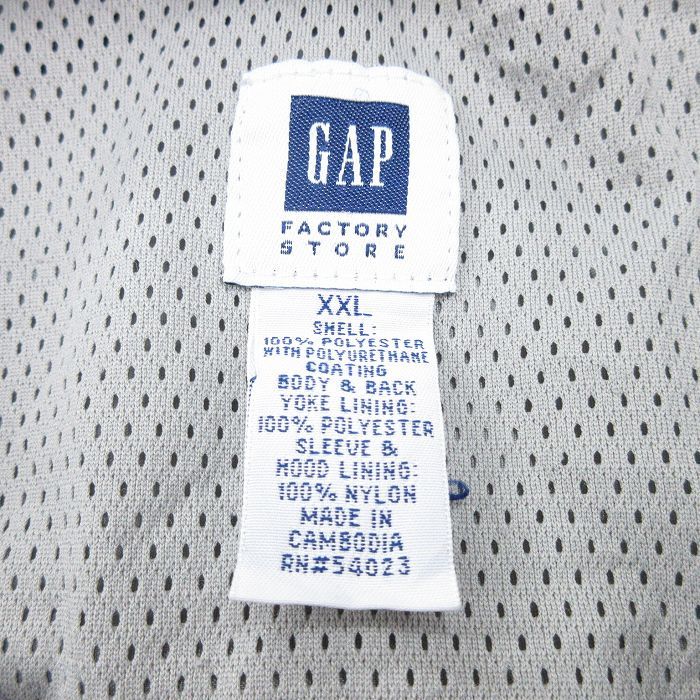 GAP
FACTORY
STORE
XXL
SHELL:
100% POLYESTER
WITH POLYURETHANE
COATING
BODY & BACK
YOKE LINING:
100% POLYESTER
SLEEVE &
HOOD LINING:
100% NYLON
MADE IN
CAMBODIA
RN#54023